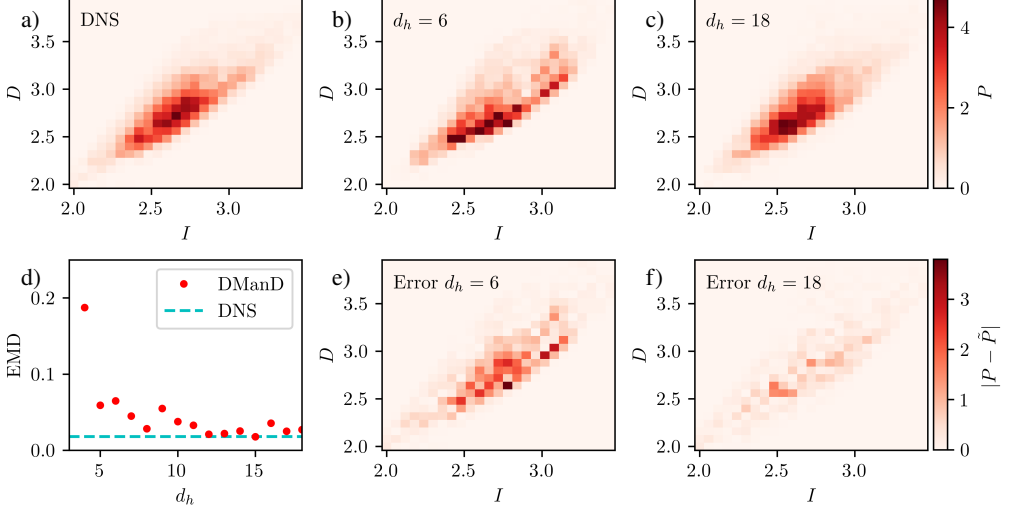 a) DNS
3.5
3.0
2.5
2.0
D
2.0 2.5 3.0
I
b) d_h = 6
3.5
3.0
2.5
2.0
D
2.0 2.5 3.0
I
c) d_h = 18
3.5
3.0
2.5
2.0
D
2.0 2.5 3.0
I
4
2
0
P
d)
0.2
0.1
0.0
EMD
DManD
DNS
5 10 15
d_h
e) Error d_h = 6
3.5
3.0
2.5
2.0
D
2.0 2.5 3.0
I
f) Error d_h = 18
3.5
3.0
2.5
2.0
D
2.0 2.5 3.0
I
3
2
1
0
|P − P̃|